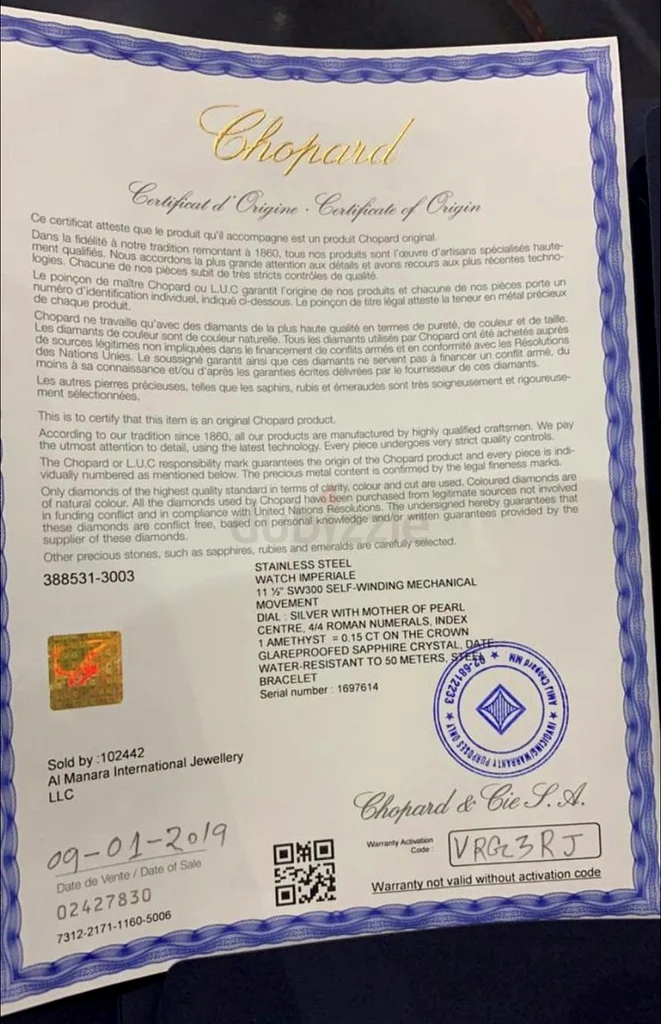 Chopard
Certificat d'Origine - Certificate of Origin
Ce certificat atteste que le produit qu'il accompagne est un produit Chopard original.
Dans la fidélité à notre tradition remontant à 1860, tous nos produits sont l'œuvre d'artisans spécialisés haute-
ment qualifiés. Nous accordons la plus grande attention aux détails et avons recours aux plus récentes techno-
logies. Chacune de nos pièces subit de très stricts contrôles de qualité.
Le poinçon de maître Chopard ou L.U.C garantit l'origine de nos produits et chacune de nos pièces porte un
numéro d'identification individuel, indiqué ci-dessous. Le poinçon de titre légal atteste la teneur en métal précieux
de chaque produit.
Chopard ne travaille qu'avec des diamants de la plus haute qualité en termes de pureté, de couleur et de taille.
Les diamants de couleur sont de couleur naturelle. Tous les diamants utilisés par Chopard ont été achetés auprès
de sources légitimes non impliquées dans le financement de conflits armés et en conformité avec les Résolutions
des Nations Unies. Le soussigné garantit ainsi que ces diamants ne servent pas à financer un conflit armé, du
moins à sa connaissance et/ou d'après les garanties écrites délivrées par le fournisseur de ces diamants.
Les autres pierres précieuses, telles que les saphirs, rubis et émeraudes sont très soigneusement et rigoureuse-
ment sélectionnées.
This is to certify that this item is an original Chopard product.
According to our tradition since 1860, all our products are manufactured by highly qualified craftsmen. We pay
the utmost attention to detail, using the latest technology. Every piece undergoes very strict quality controls.
The Chopard or L.U.C responsibility mark guarantees the origin of the Chopard product and every piece is indi-
vidually numbered as mentioned below. The precious metal content is confirmed by the legal fineness marks.
Only diamonds of the highest quality standard in terms of clarity, colour and cut are used. Coloured diamonds are
of natural colour. All the diamonds used by Chopard have been purchased from legitimate sources not involved
in funding conflict and in compliance with United Nations Resolutions. The undersigned hereby guarantees that
these diamonds are conflict free, based on personal knowledge and/or written guarantees provided by the
supplier of these diamonds.
dubizzle
Other precious stones, such as sapphires, rubies and emeralds are carefully selected.
388531-3003
STAINLESS STEEL
WATCH IMPERIALE
11 ½" SW300 SELF-WINDING MECHANICAL
MOVEMENT
DIAL : SILVER WITH MOTHER OF PEARL
CENTRE, 4/4 ROMAN NUMERALS, INDEX
1 AMETHYST = 0.15 CT ON THE CROWN
GLAREPROOFED SAPPHIRE CRYSTAL, DATE
WATER-RESISTANT TO 50 METERS, STEEL
BRACELET
Serial number : 1697614
02-6812233 ★ NM Chopard AMIJ ★ INVOICING/WARRANTY PURPOSES ONLY ★
Sold by :102442
Al Manara International Jewellery
LLC
Chopard & Cie S.A.
09-01-2019
Date de Vente / Date of Sale
02427830
7312-2171-1160-5006
Warranty Activation
Code :
VRG23RJ
Warranty not valid without activation code